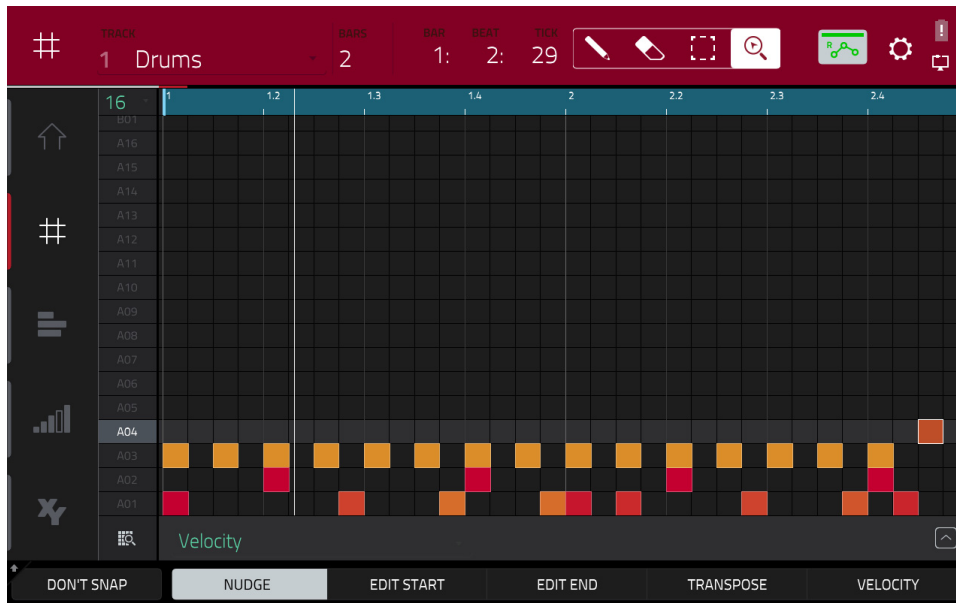 TRACK BARS BAR BEAT TICK
1 Drums 2 1: 2: 29
!
16 1 1.2 1.3 1.4 2 2.2 2.3 2.4
B01
A16
A15
A14
A13
A12
A11
A10
A09
A08
A07
A06
A05
A04
A03
A02
A01
XY
Velocity
DON'T SNAP NUDGE EDIT START EDIT END TRANSPOSE VELOCITY